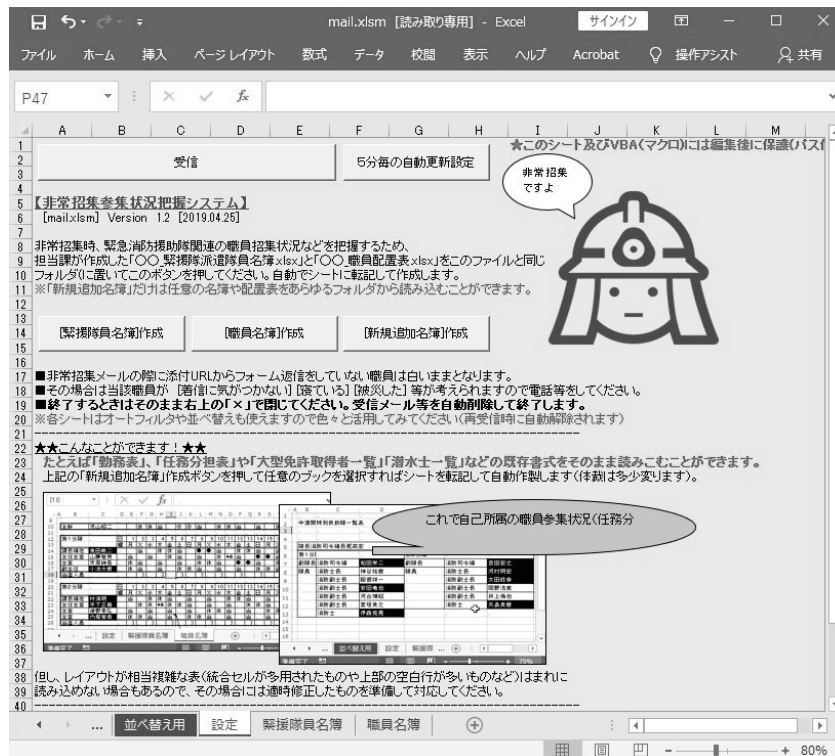 mail.xlsm [読み取り専用] - Excel
サインイン
ファイル ホーム 挿入 ページ レイアウト 数式 データ 校閲 表示 ヘルプ Acrobat 操作アシスト 共有
P47
fx
A B C D E F G H I J K L M
★このシート及びVBA(マクロ)には編集後に保護(パス
受信
5分毎の自動更新設定
非常招集
ですよ
【非常招集参集状況把握システム】
[mail.xlsm] Version 1.2 [2019.04.25]
非常招集時、緊急消防援助隊関連の職員招集状況などを把握するため、
担当課が作成した「〇〇_緊援隊派遣隊員名簿.xlsx」と「〇〇_職員配置表.xlsx」をこのファイルと同じ
フォルダに置いてこのボタンを押してください。自動でシートに転記して作成します。
※「新規追加名簿」だけは任意の名簿や配置表をあらゆるフォルダから読み込むことができます。
[緊援隊員名簿]作成
[職員名簿]作成
[新規追加名簿]作成
■非常招集メールの際に添付URLからフォーム返信をしていない職員は白いままとなります。
■その場合は当該職員が [着信に気がつかない] [寝ている] [被災した] 等が考えられますので電話等をしてください。
■終了するときはそのまま右上の「×」で閉じてください。受信メール等を自動削除して終了します。
※各シートはオートフィルタや並べ替えも使えますので色々と活用してみてください(再受信時に自動解除されます)
★★こんなことができます!★★
たとえば「勤務表」、「任務分担表」や「大型免許取得者一覧」「潜水士一覧」などの既存書式をそのまま読みこむことができます。
上記の「新規追加名簿」作成ボタンを押して任意のブックを選択すればシートを転記して自動作製します(体裁は多少変ります)。
これで自己所属の職員参集状況(任務分
第1分隊
第2分隊
設定 緊援隊員名簿 職員名簿
並べ替え用 設定 緊援隊
75%
但し、レイアウトが相当複雑な表(統合セルが多用されたものや上部の空白行が多いものなど)はまれに
読み込めない場合もあるので、その場合には適時修正したものを準備して対応してください。
... 並べ替え用 設定 緊援隊員名簿 職員名簿
80%